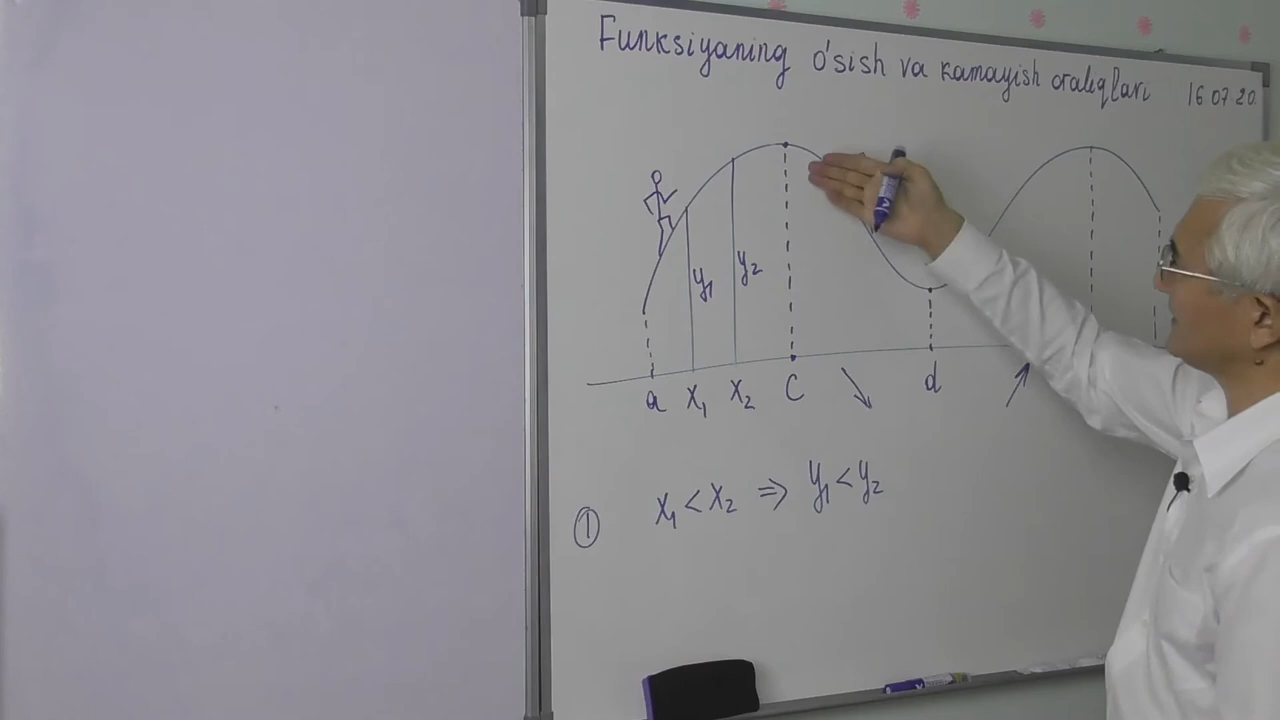 Funksiyaning o'sish va kamayish oraliqlari
16.07.20.
y₁ y₂
a x₁ x₂ C ↘ d ↗
① x₁ < x₂ ⇒ y₁ < y₂